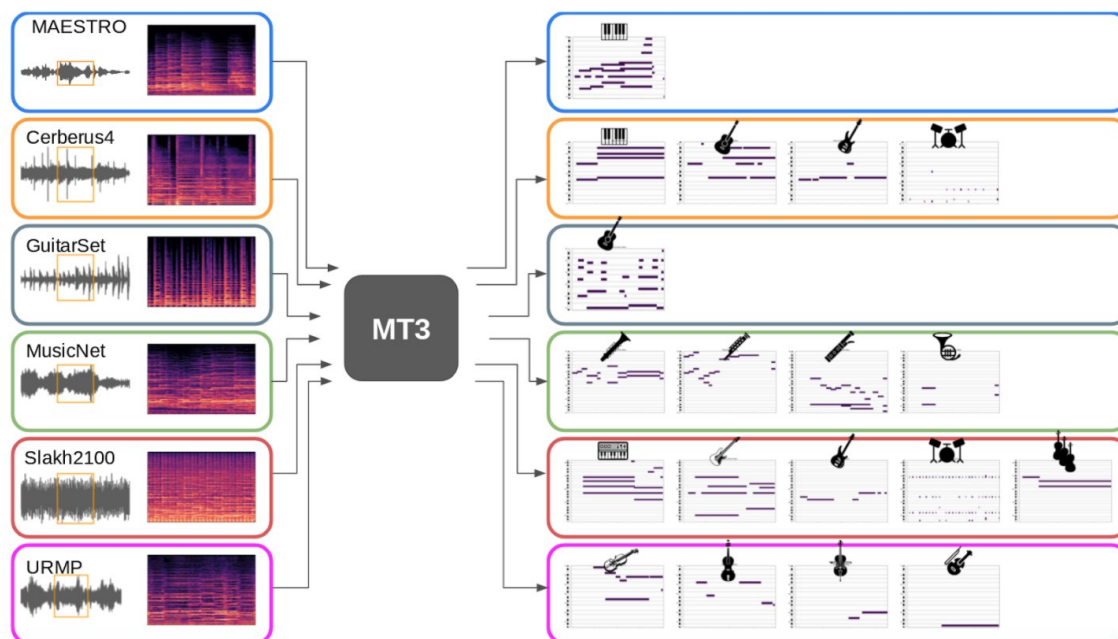 MAESTRO
Cerberus4
GuitarSet
MT3
MusicNet
Slakh2100
URMP